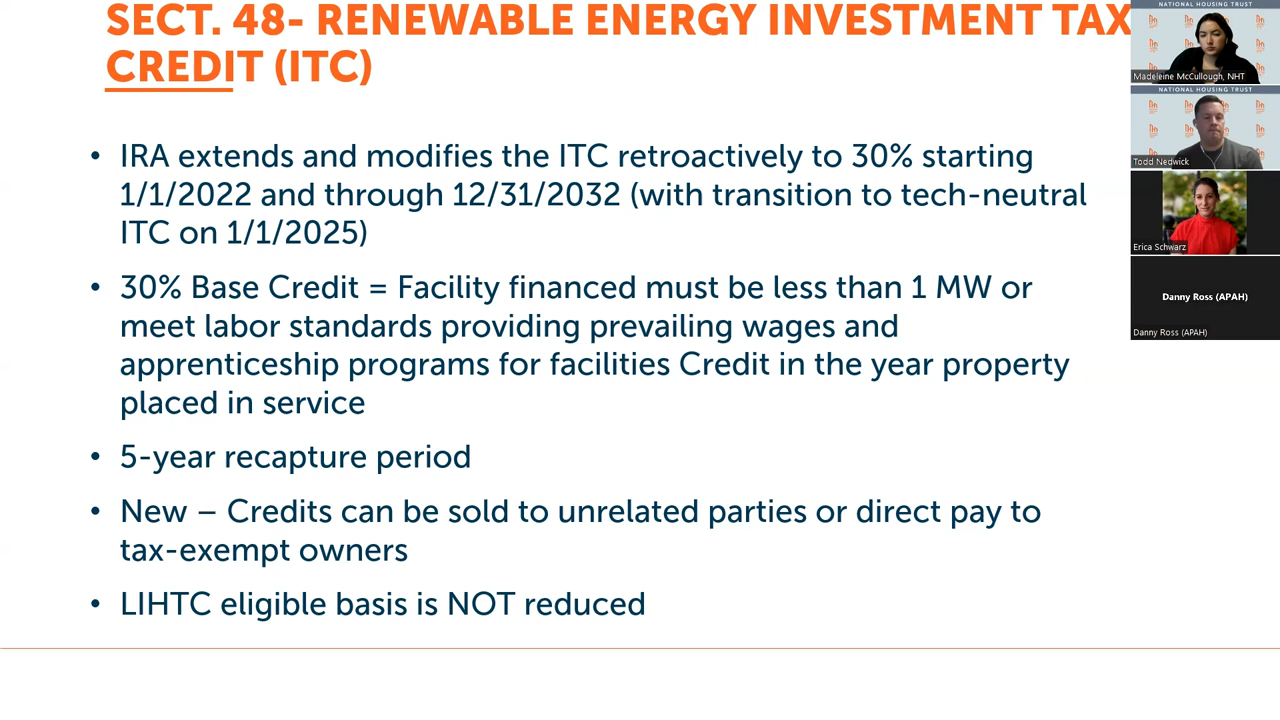 SECT. 48- RENEWABLE ENERGY INVESTMENT TAX
CREDIT (ITC)
• IRA extends and modifies the ITC retroactively to 30% starting
1/1/2022 and through 12/31/2032 (with transition to tech-neutral
ITC on 1/1/2025)
• 30% Base Credit = Facility financed must be less than 1 MW or
meet labor standards providing prevailing wages and
apprenticeship programs for facilities Credit in the year property
placed in service
• 5-year recapture period
• New – Credits can be sold to unrelated parties or direct pay to
tax-exempt owners
• LIHTC eligible basis is NOT reduced
NATIONAL HOUSING TRUST
Madeleine McCullough, NHT
NATIONAL HOUSING TRUST
Todd Nedwick
Erica Schwarz
Danny Ross (APAH)
Danny Ross (APAH)